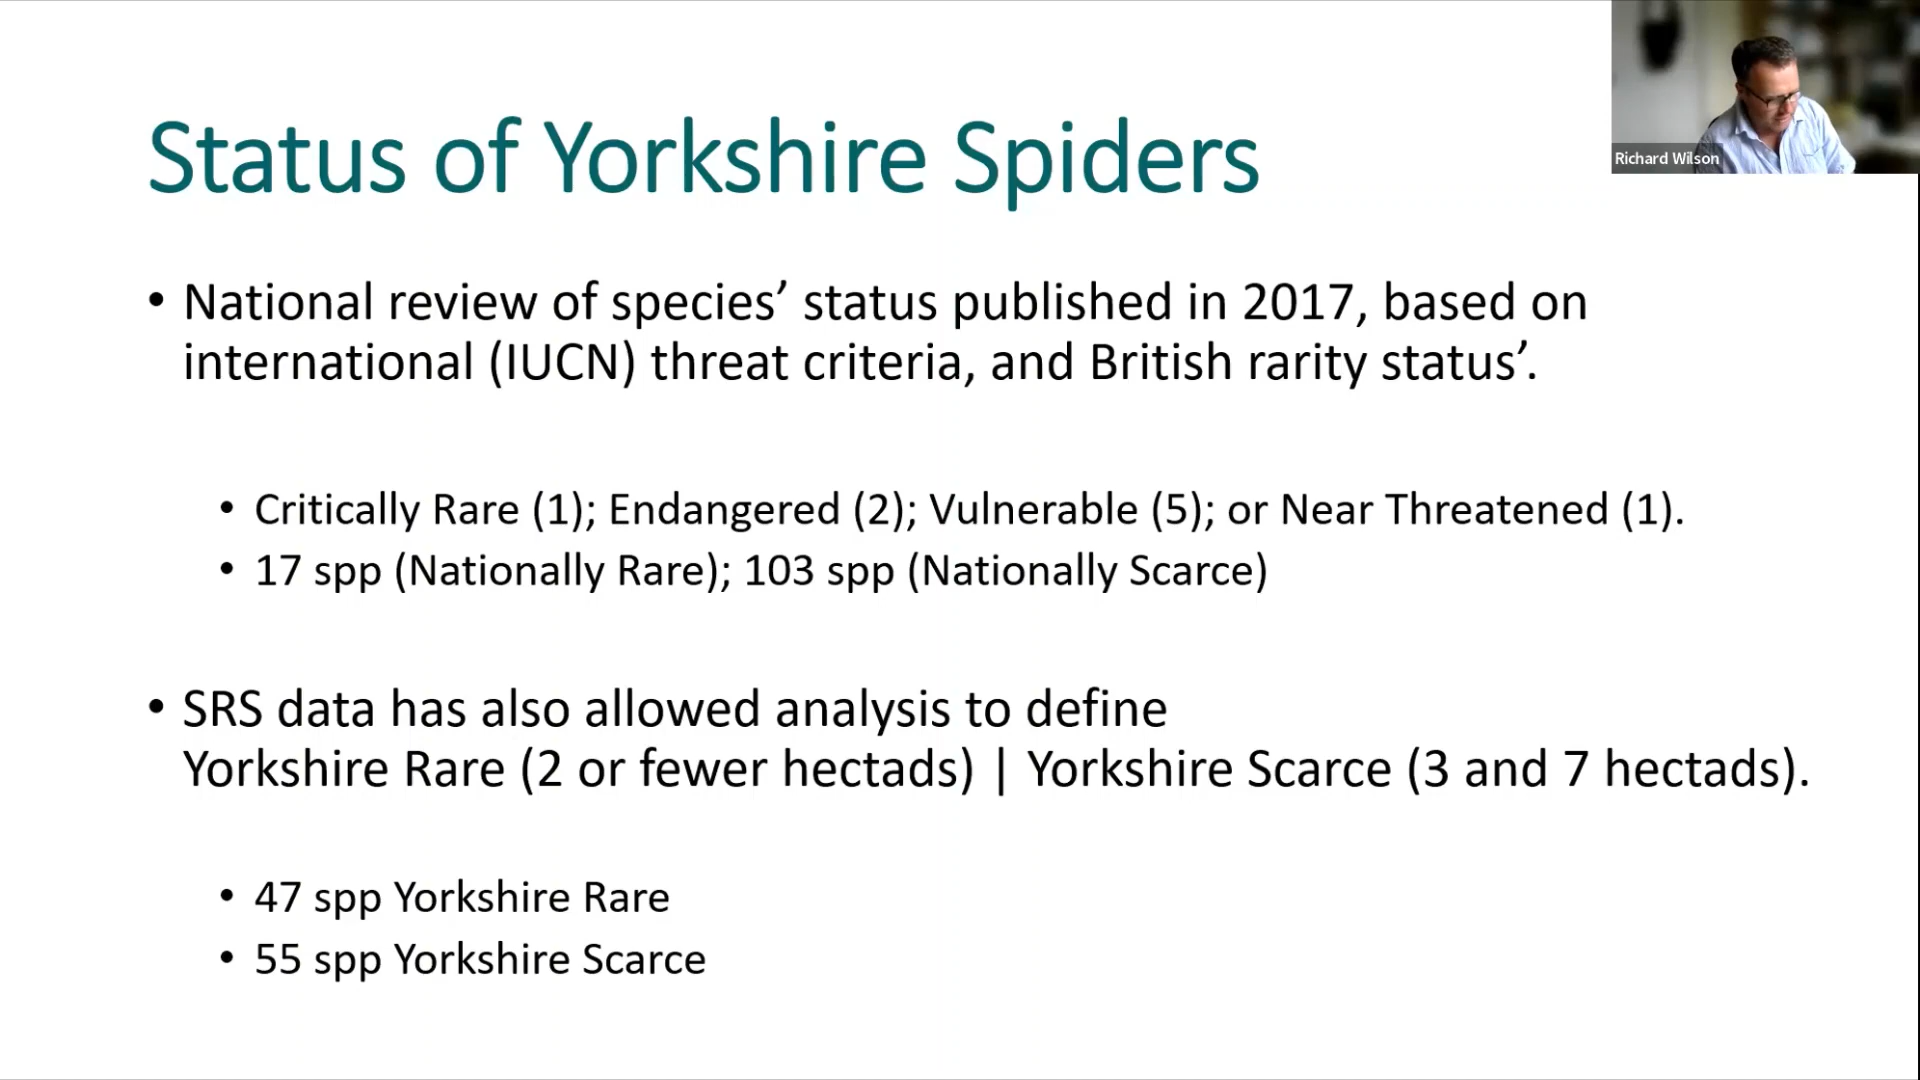 Status of Yorkshire Spiders
Richard Wilson
• National review of species’ status published in 2017, based on
international (IUCN) threat criteria, and British rarity status’.
• Critically Rare (1); Endangered (2); Vulnerable (5); or Near Threatened (1).
• 17 spp (Nationally Rare); 103 spp (Nationally Scarce)
• SRS data has also allowed analysis to define
Yorkshire Rare (2 or fewer hectads) | Yorkshire Scarce (3 and 7 hectads).
• 47 spp Yorkshire Rare
• 55 spp Yorkshire Scarce